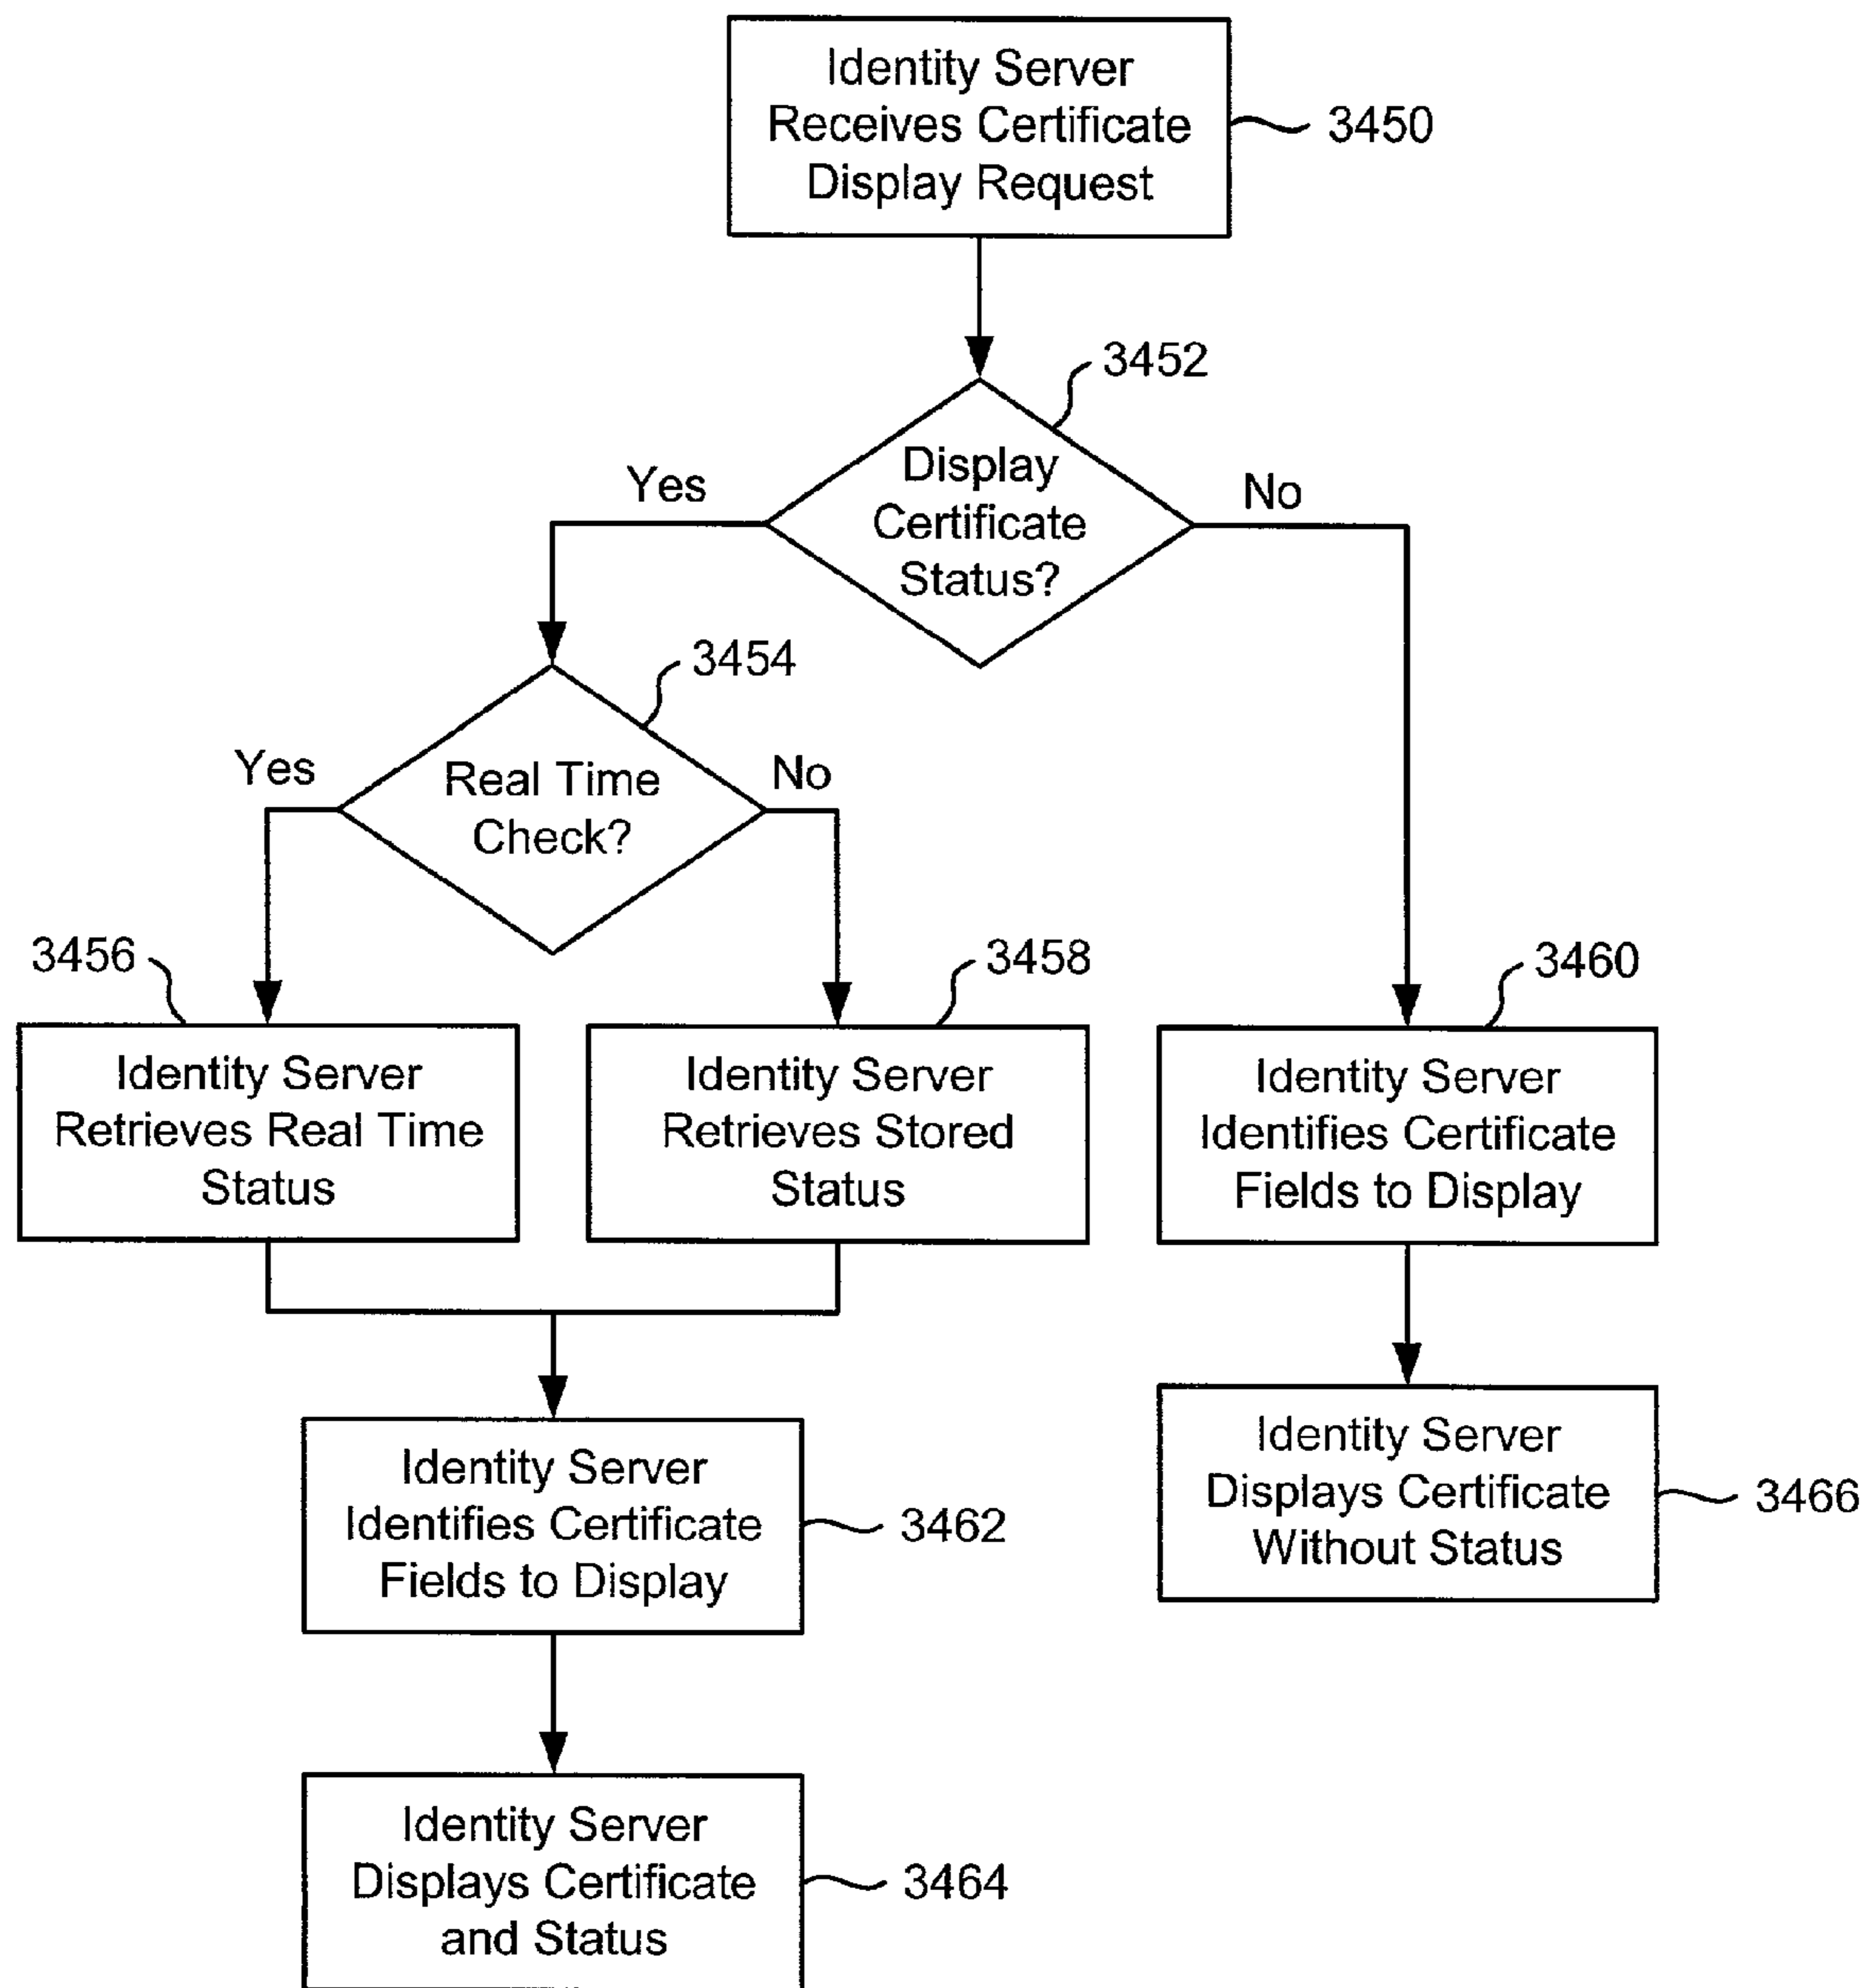 Identity Server
Receives Certificate
Display Request
3450
3452
Display
Certificate
Status?
Yes
No
3454
Real Time
Check?
Yes
No
3456
3458
3460
Identity Server
Retrieves Real Time
Status
Identity Server
Retrieves Stored
Status
Identity Server
Identifies Certificate
Fields to Display
Identity Server
Identifies Certificate
Fields to Display
3462
Identity Server
Displays Certificate
Without Status
3466
Identity Server
Displays Certificate
and Status
3464